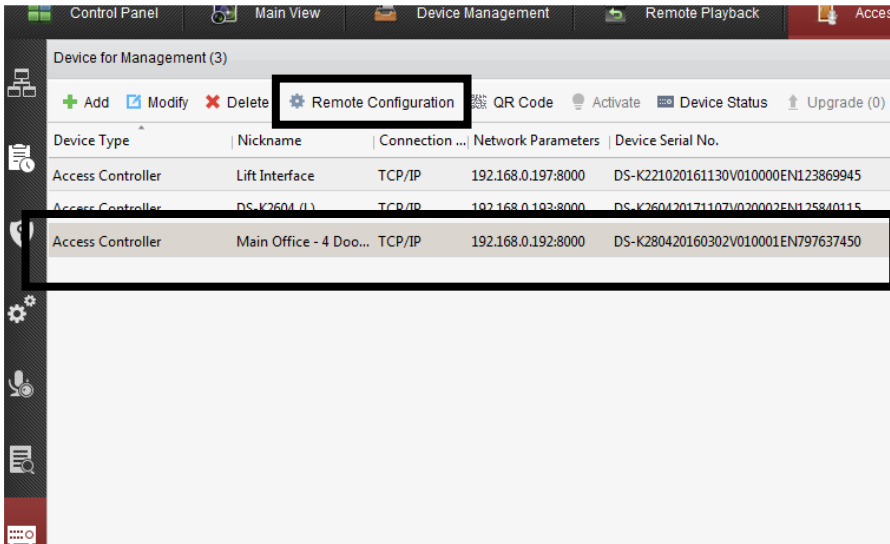 Control Panel Main View Device Management Remote Playback Acces
Device for Management (3)
Add Modify Delete Remote Configuration QR Code Activate Device Status Upgrade (0)
Device Type Nickname Connection ... Network Parameters Device Serial No.
Access Controller Lift Interface TCP/IP 192.168.0.197:8000 DS-K221020161130V010000EN123869945
Access Controller DS-K2604 (L) TCP/IP 192.168.0.193:8000 DS-K260420171107V020002EN125840115
Access Controller Main Office - 4 Doo... TCP/IP 192.168.0.192:8000 DS-K280420160302V010001EN797637450